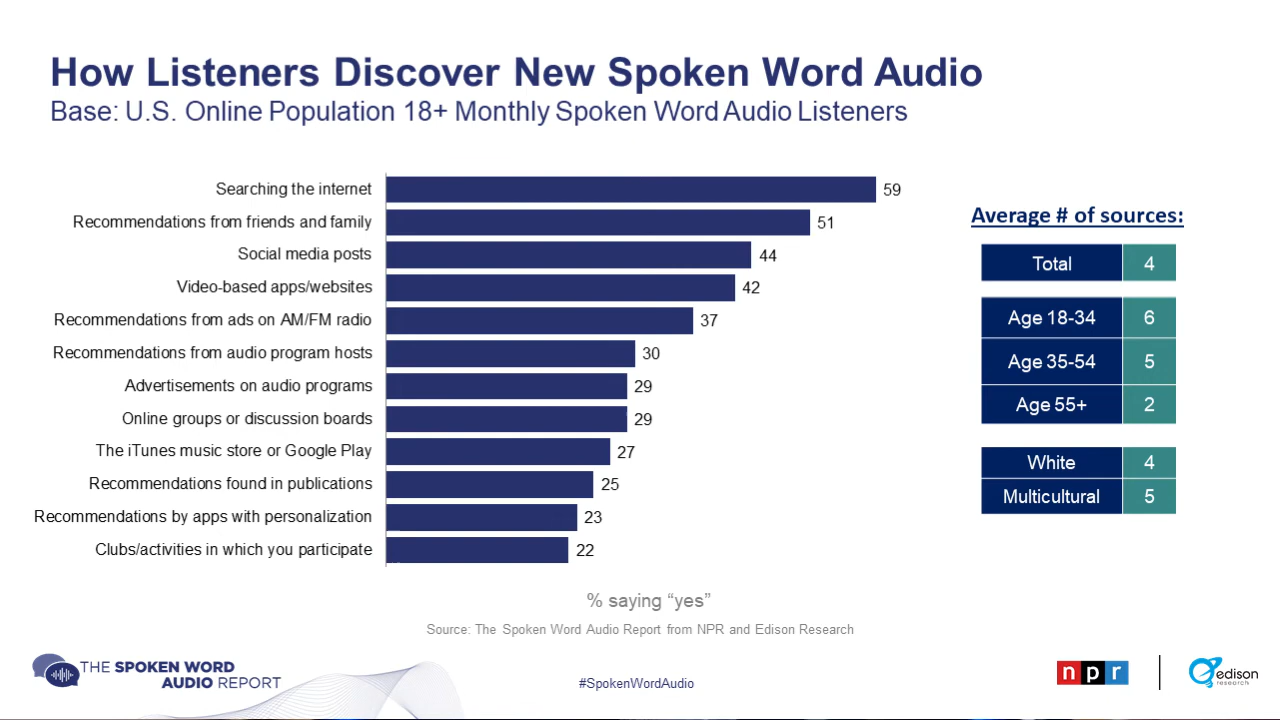 How Listeners Discover New Spoken Word Audio
Base: U.S. Online Population 18+ Monthly Spoken Word Audio Listeners
Searching the internet 59
Recommendations from friends and family 51
Social media posts 44
Video-based apps/websites 42
Recommendations from ads on AM/FM radio 37
Recommendations from audio program hosts 30
Advertisements on audio programs 29
Online groups or discussion boards 29
The iTunes music store or Google Play 27
Recommendations found in publications 25
Recommendations by apps with personalization 23
Clubs/activities in which you participate 22
% saying “yes”
Average # of sources:
Total 4
Age 18-34 6
Age 35-54 5
Age 55+ 2
White 4
Multicultural 5
Source: The Spoken Word Audio Report from NPR and Edison Research
THE SPOKEN WORD
AUDIO REPORT
#SpokenWordAudio
npr
edison
research